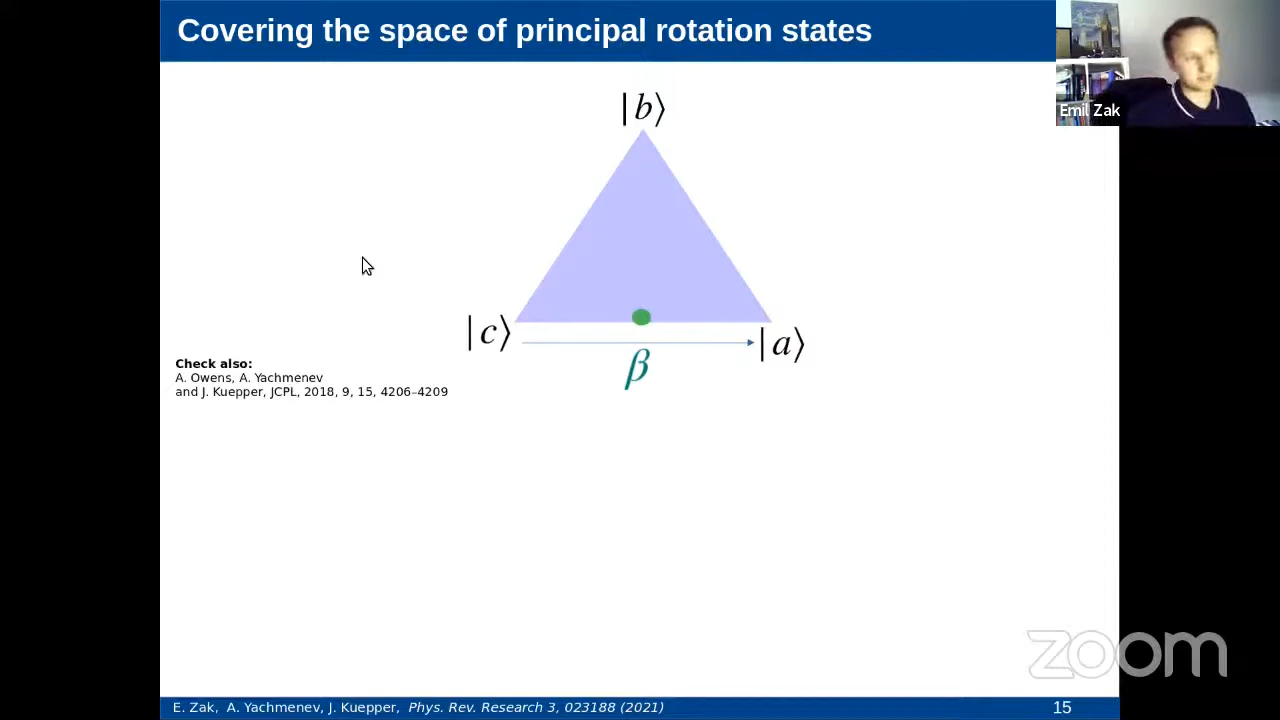 Covering the space of principal rotation states
Emil Zak
|b⟩
|c⟩
|a⟩
β
Check also:
A. Owens, A. Yachmenev
and J. Kuepper, JCPL, 2018, 9, 15, 4206–4209
zoom
E. Zak, A. Yachmenev, J. Kuepper, Phys. Rev. Research 3, 023188 (2021)
15